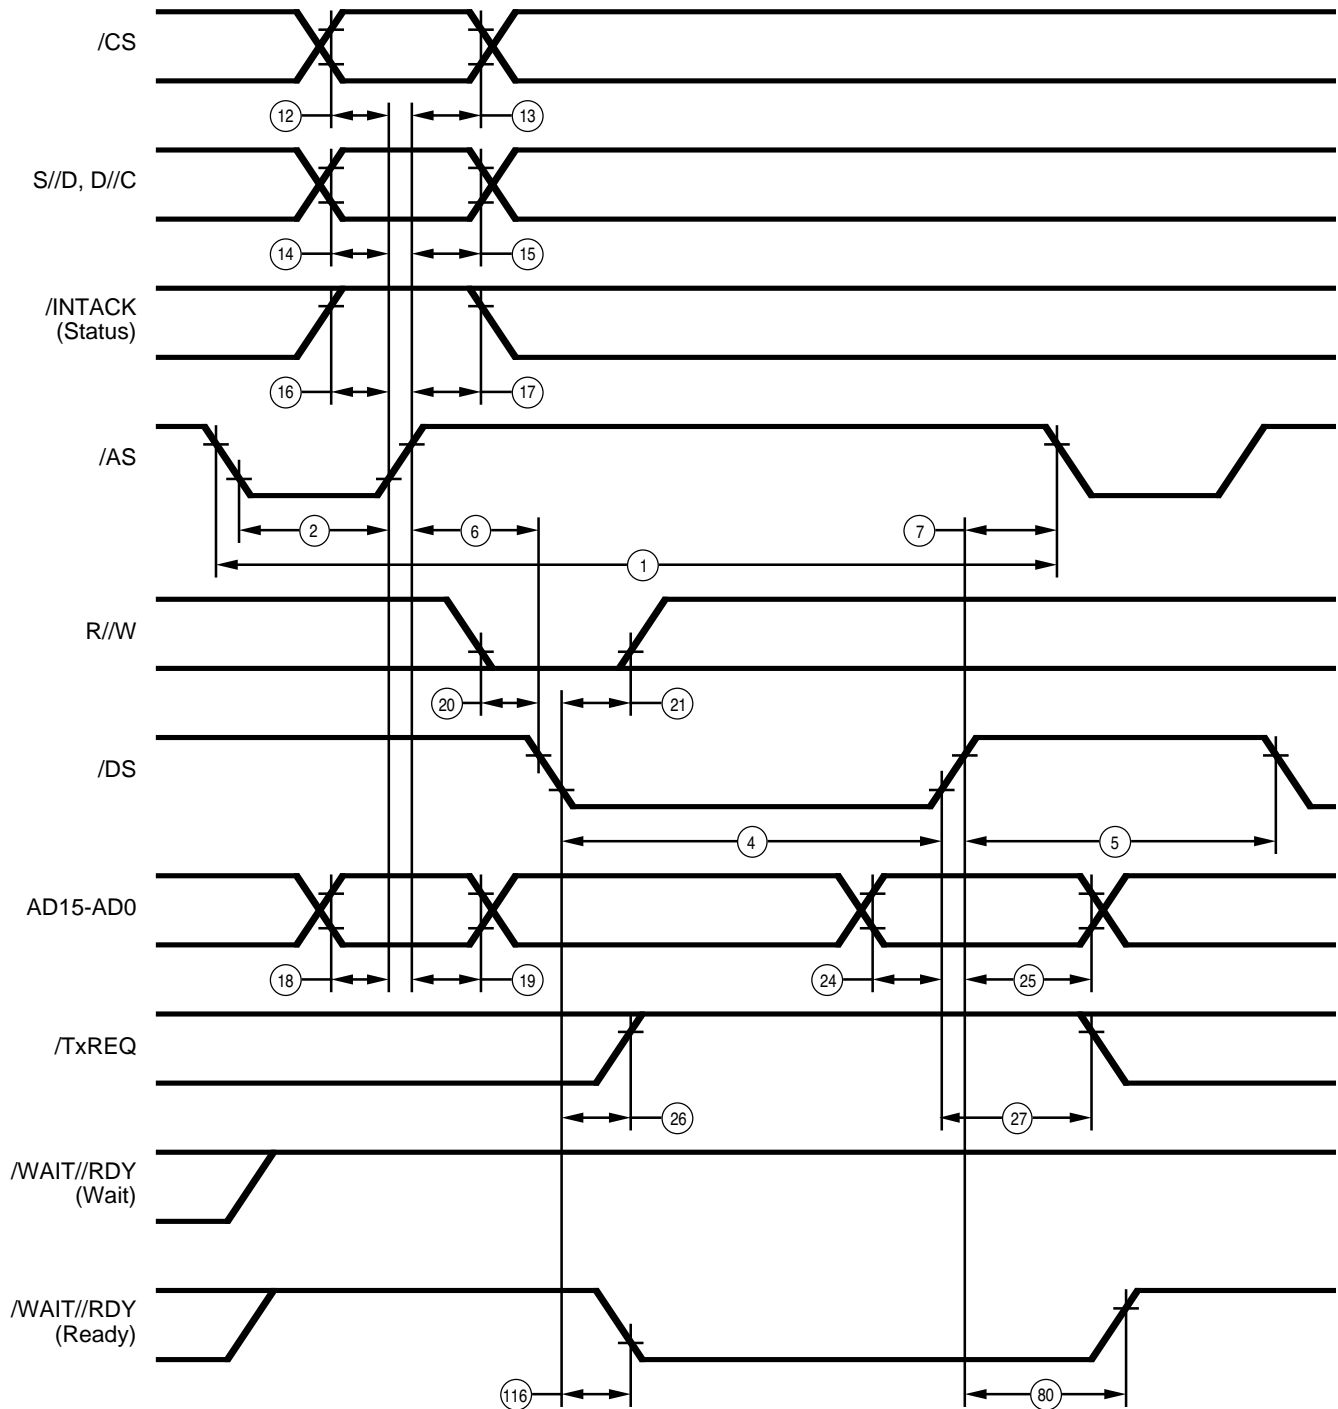 /CS
12
13
S//D, D//C
14
15
/INTACK
(Status)
16
17
/AS
2
6
7
1
R//W
20
21
/DS
4
5
AD15-AD0
18
19
24
25
/TxREQ
26
27
/WAIT//RDY
(Wait)
/WAIT//RDY
(Ready)
116
80